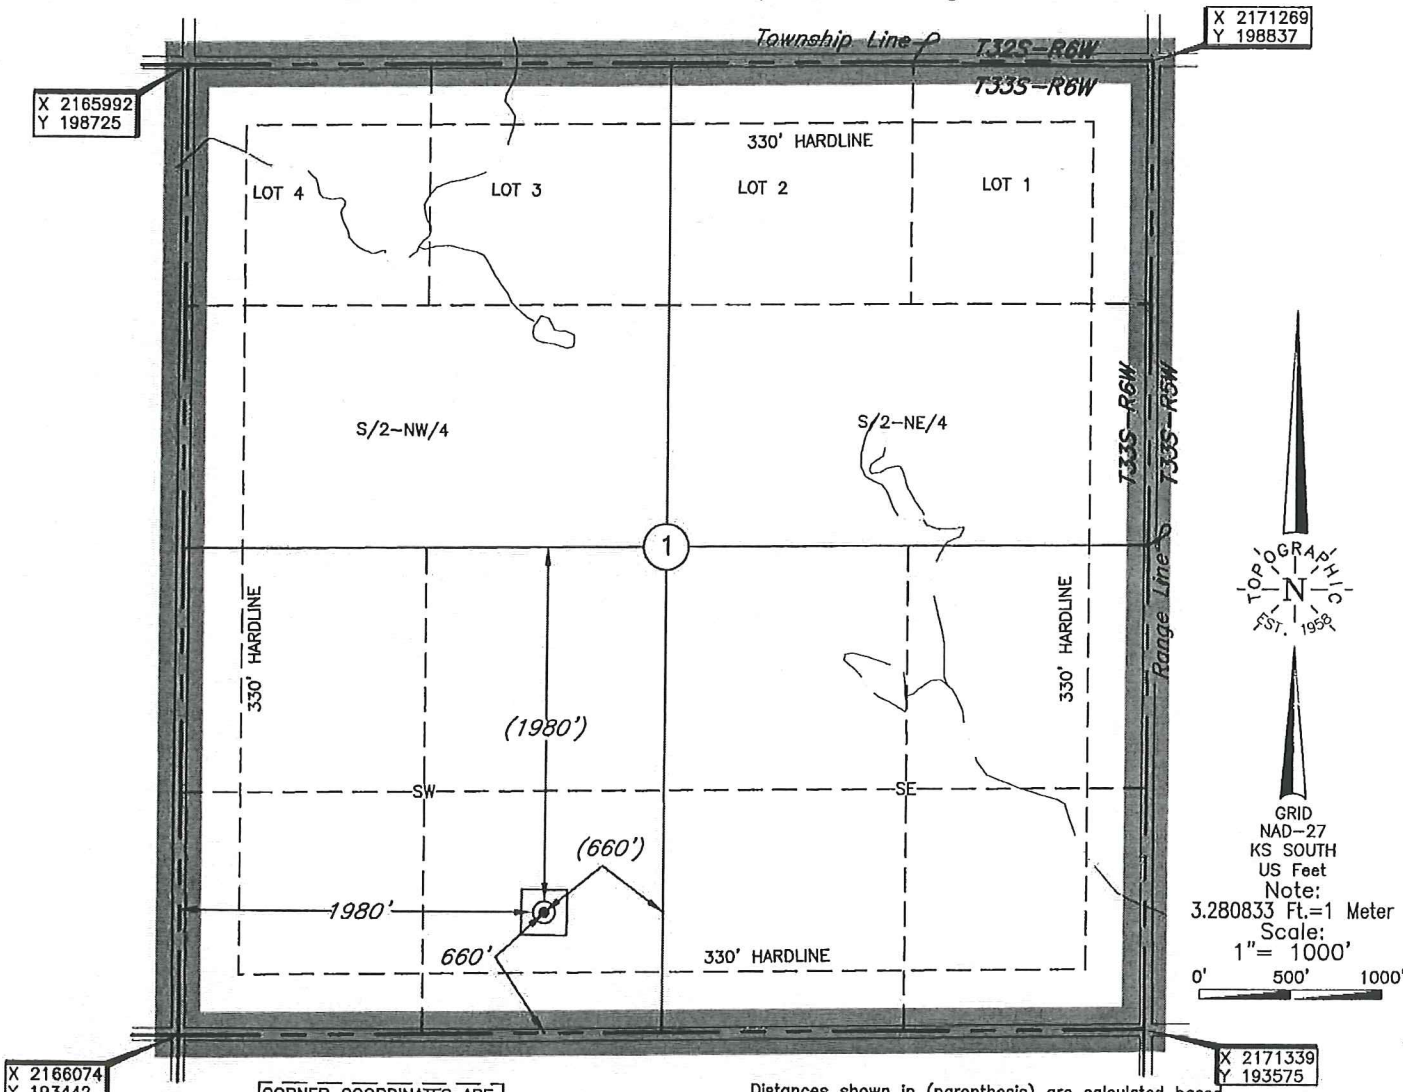 X 2171269
Y 198837
Township Line
T32S-R6W
T33S-R6W
X 2165992
Y 198725
330' HARDLINE
LOT 4
LOT 3
LOT 2
LOT 1
S/2-NW/4
S/2-NE/4
T33S-R6W
T33S-R5W
1
Range Line
TOPOGRAPHIC
N
EST. 1958
330' HARDLINE
330' HARDLINE
(1980')
SW
SE
(660')
1980'
660'
330' HARDLINE
GRID
NAD-27
KS SOUTH
US Feet
Note:
3.280833 Ft.=1 Meter
Scale:
1"= 1000'
0' 500' 1000'
X 2166074
Y 193442
X 2171339
Y 193575
CORNER COORDINATES ARE
Distances shown in (parenthesis) are calculated based